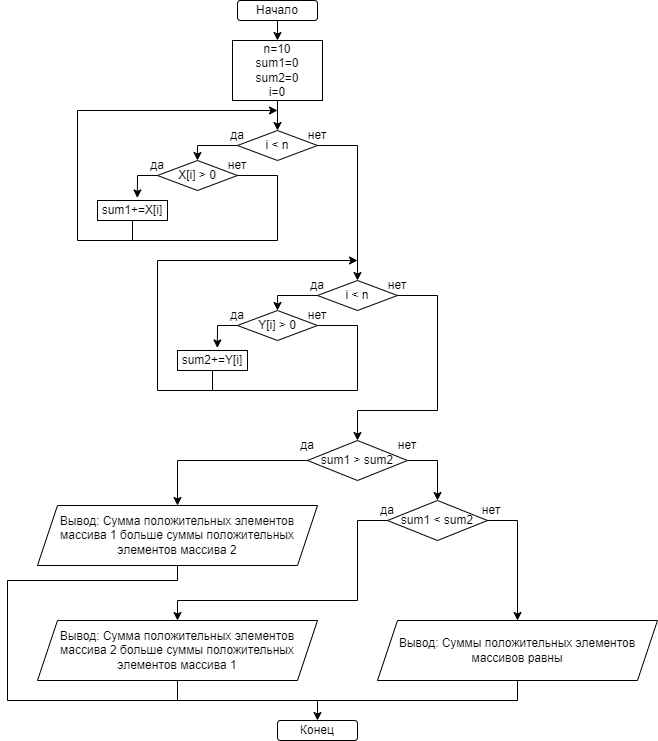 Начало
n=10
sum1=0
sum2=0
i=0
да
i < n
нет
да
X[i] > 0
нет
sum1+=X[i]
да
i < n
нет
да
Y[i] > 0
нет
sum2+=Y[i]
да
sum1 > sum2
нет
да
sum1 < sum2
нет
Вывод: Сумма положительных элементов
массива 1 больше суммы положительных
элементов массива 2
Вывод: Сумма положительных элементов
массива 2 больше суммы положительных
элементов массива 1
Вывод: Суммы положительных элементов
массивов равны
Конец